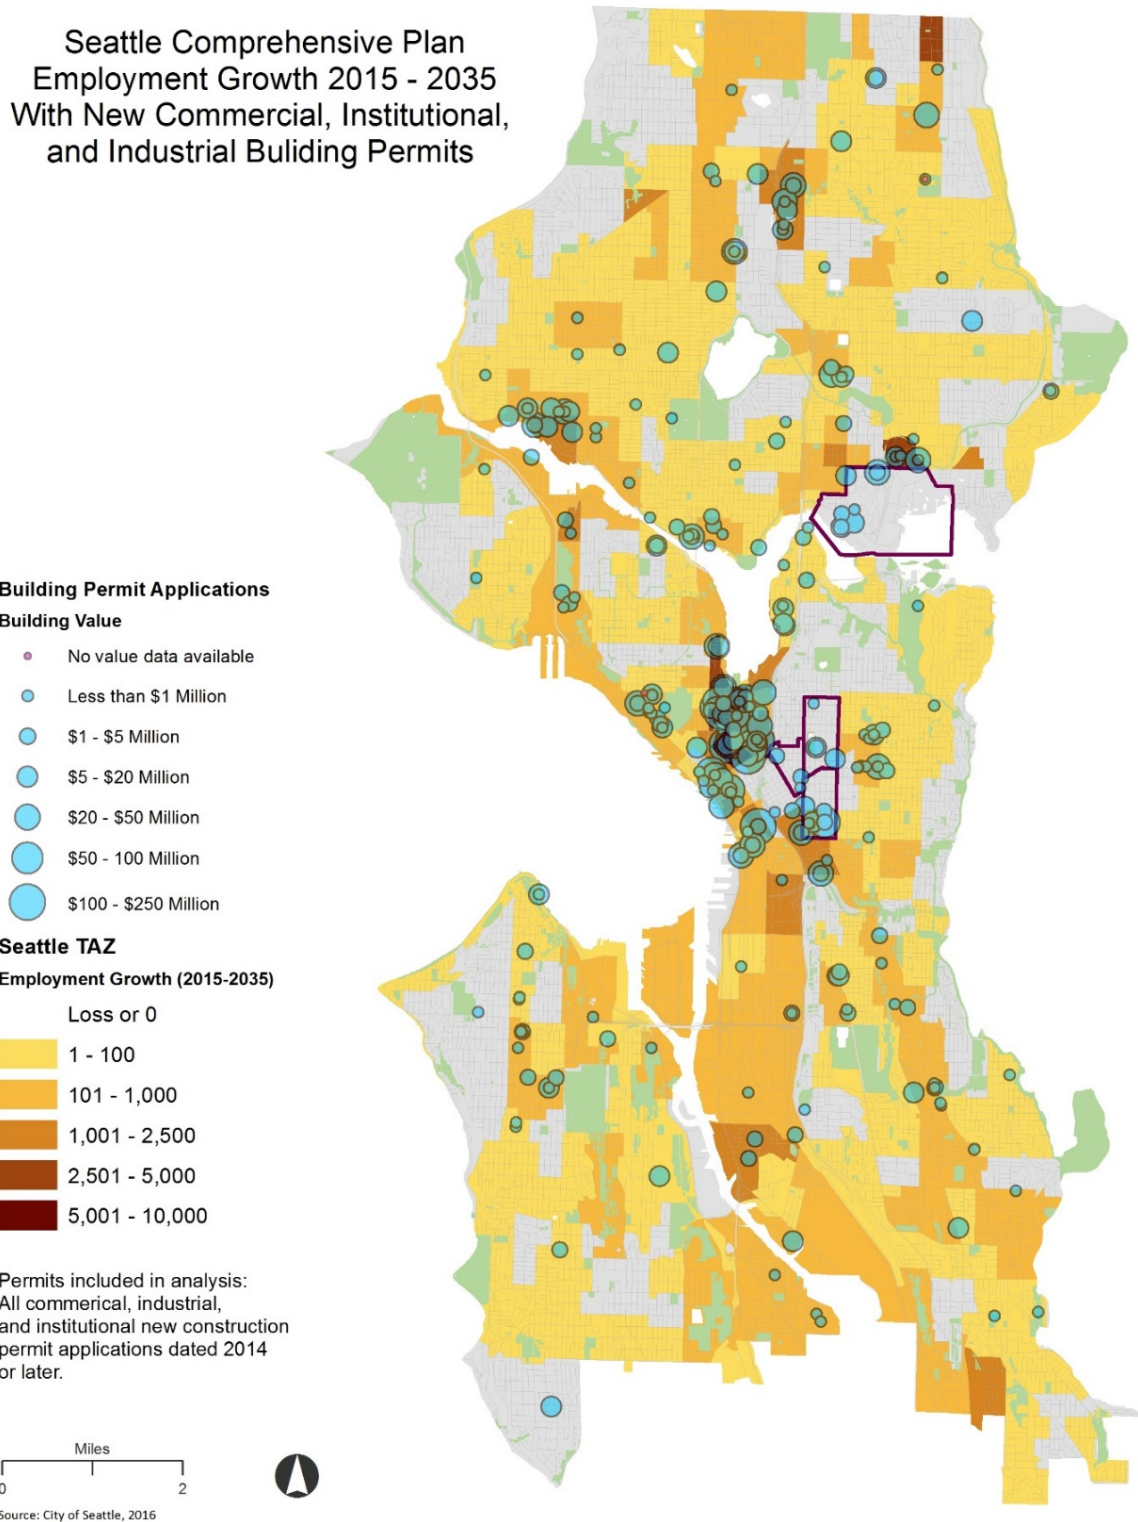 Seattle Comprehensive Plan
Employment Growth 2015 - 2035
With New Commercial, Institutional,
and Industrial Buliding Permits
Building Permit Applications
Building Value
No value data available
Less than $1 Million
$1 - $5 Million
$5 - $20 Million
$20 - $50 Million
$50 - 100 Million
$100 - $250 Million
Seattle TAZ
Employment Growth (2015-2035)
Loss or 0
1 - 100
101 - 1,000
1,001 - 2,500
2,501 - 5,000
5,001 - 10,000
Permits included in analysis:
All commerical, industrial,
and institutional new construction
permit applications dated 2014
or later.
Miles
0 2
Source: City of Seattle, 2016